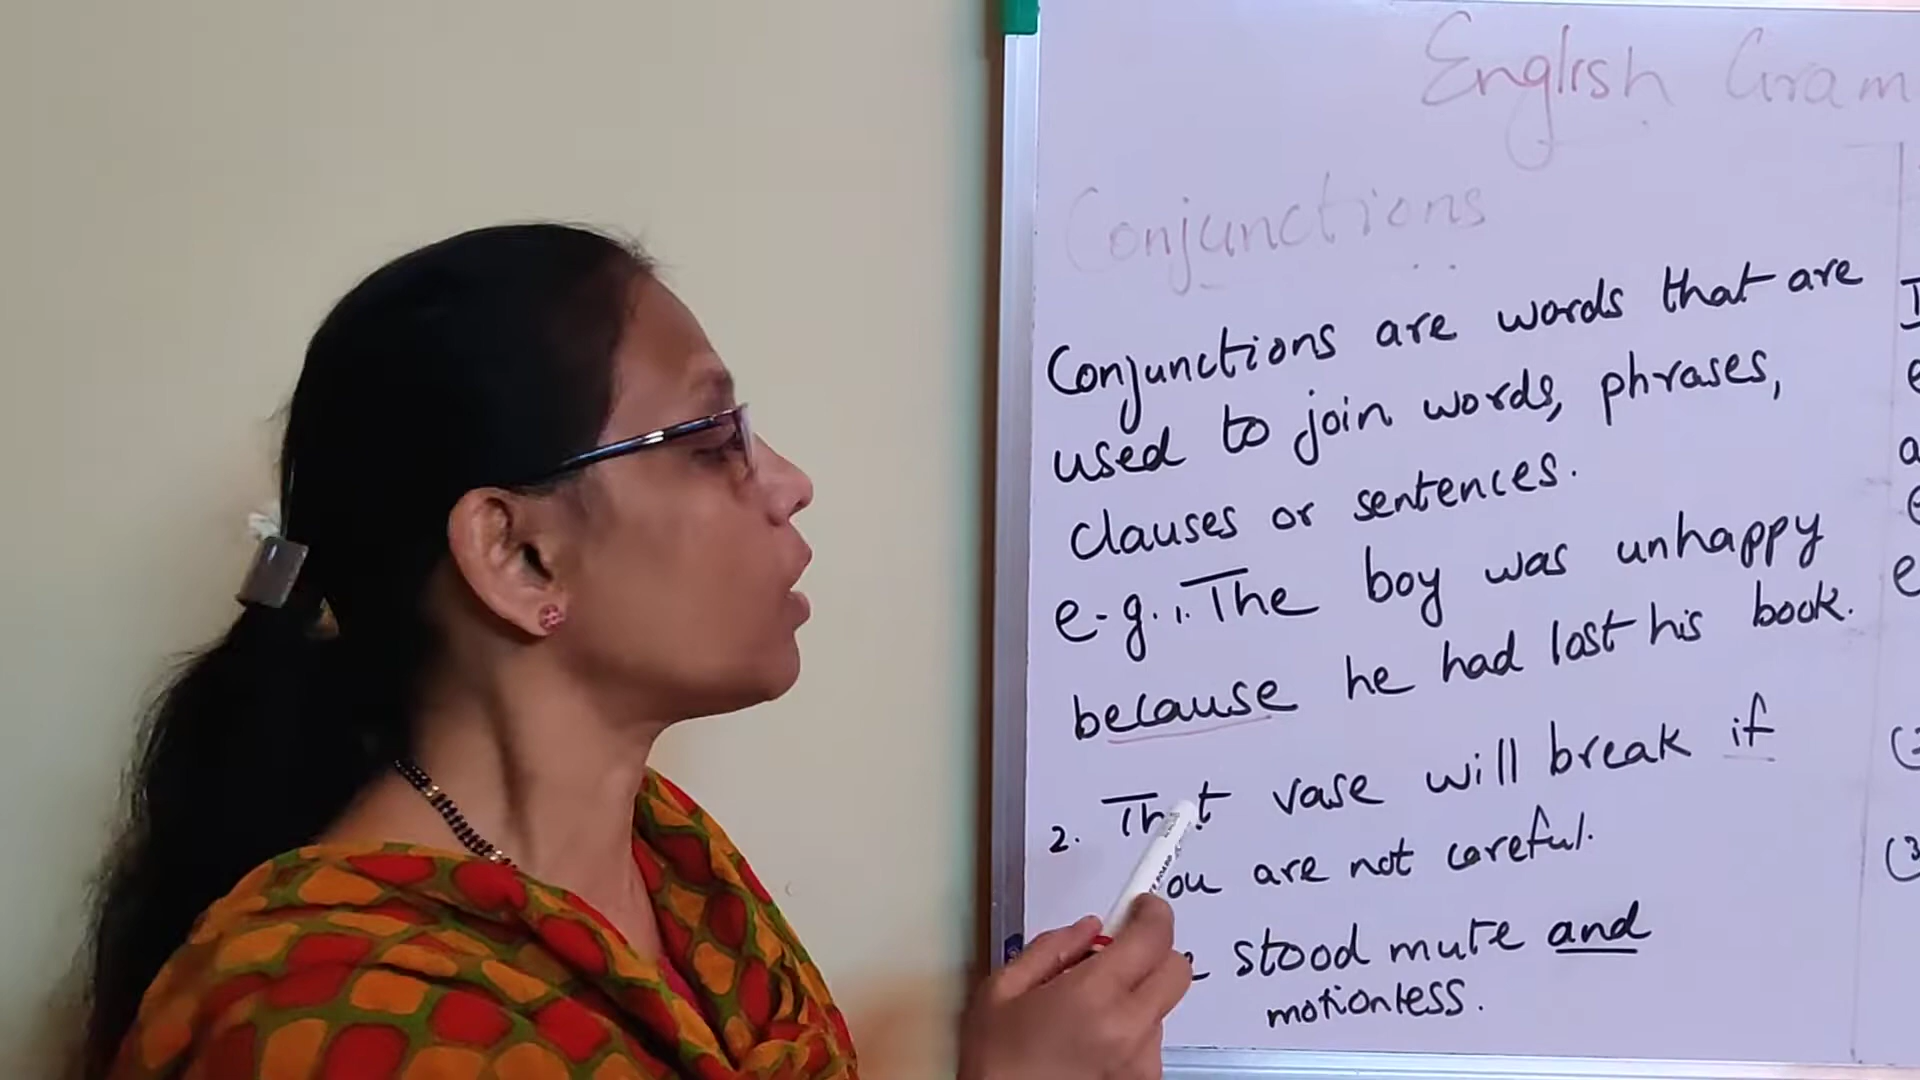 English Gram
Conjunctions
Conjunctions are words that are
used to join words, phrases,
clauses or sentences.
e.g. 1. The boy was unhappy
because he had lost his book.
2. That vase will break if
you are not careful.
stood mute and
motionless.